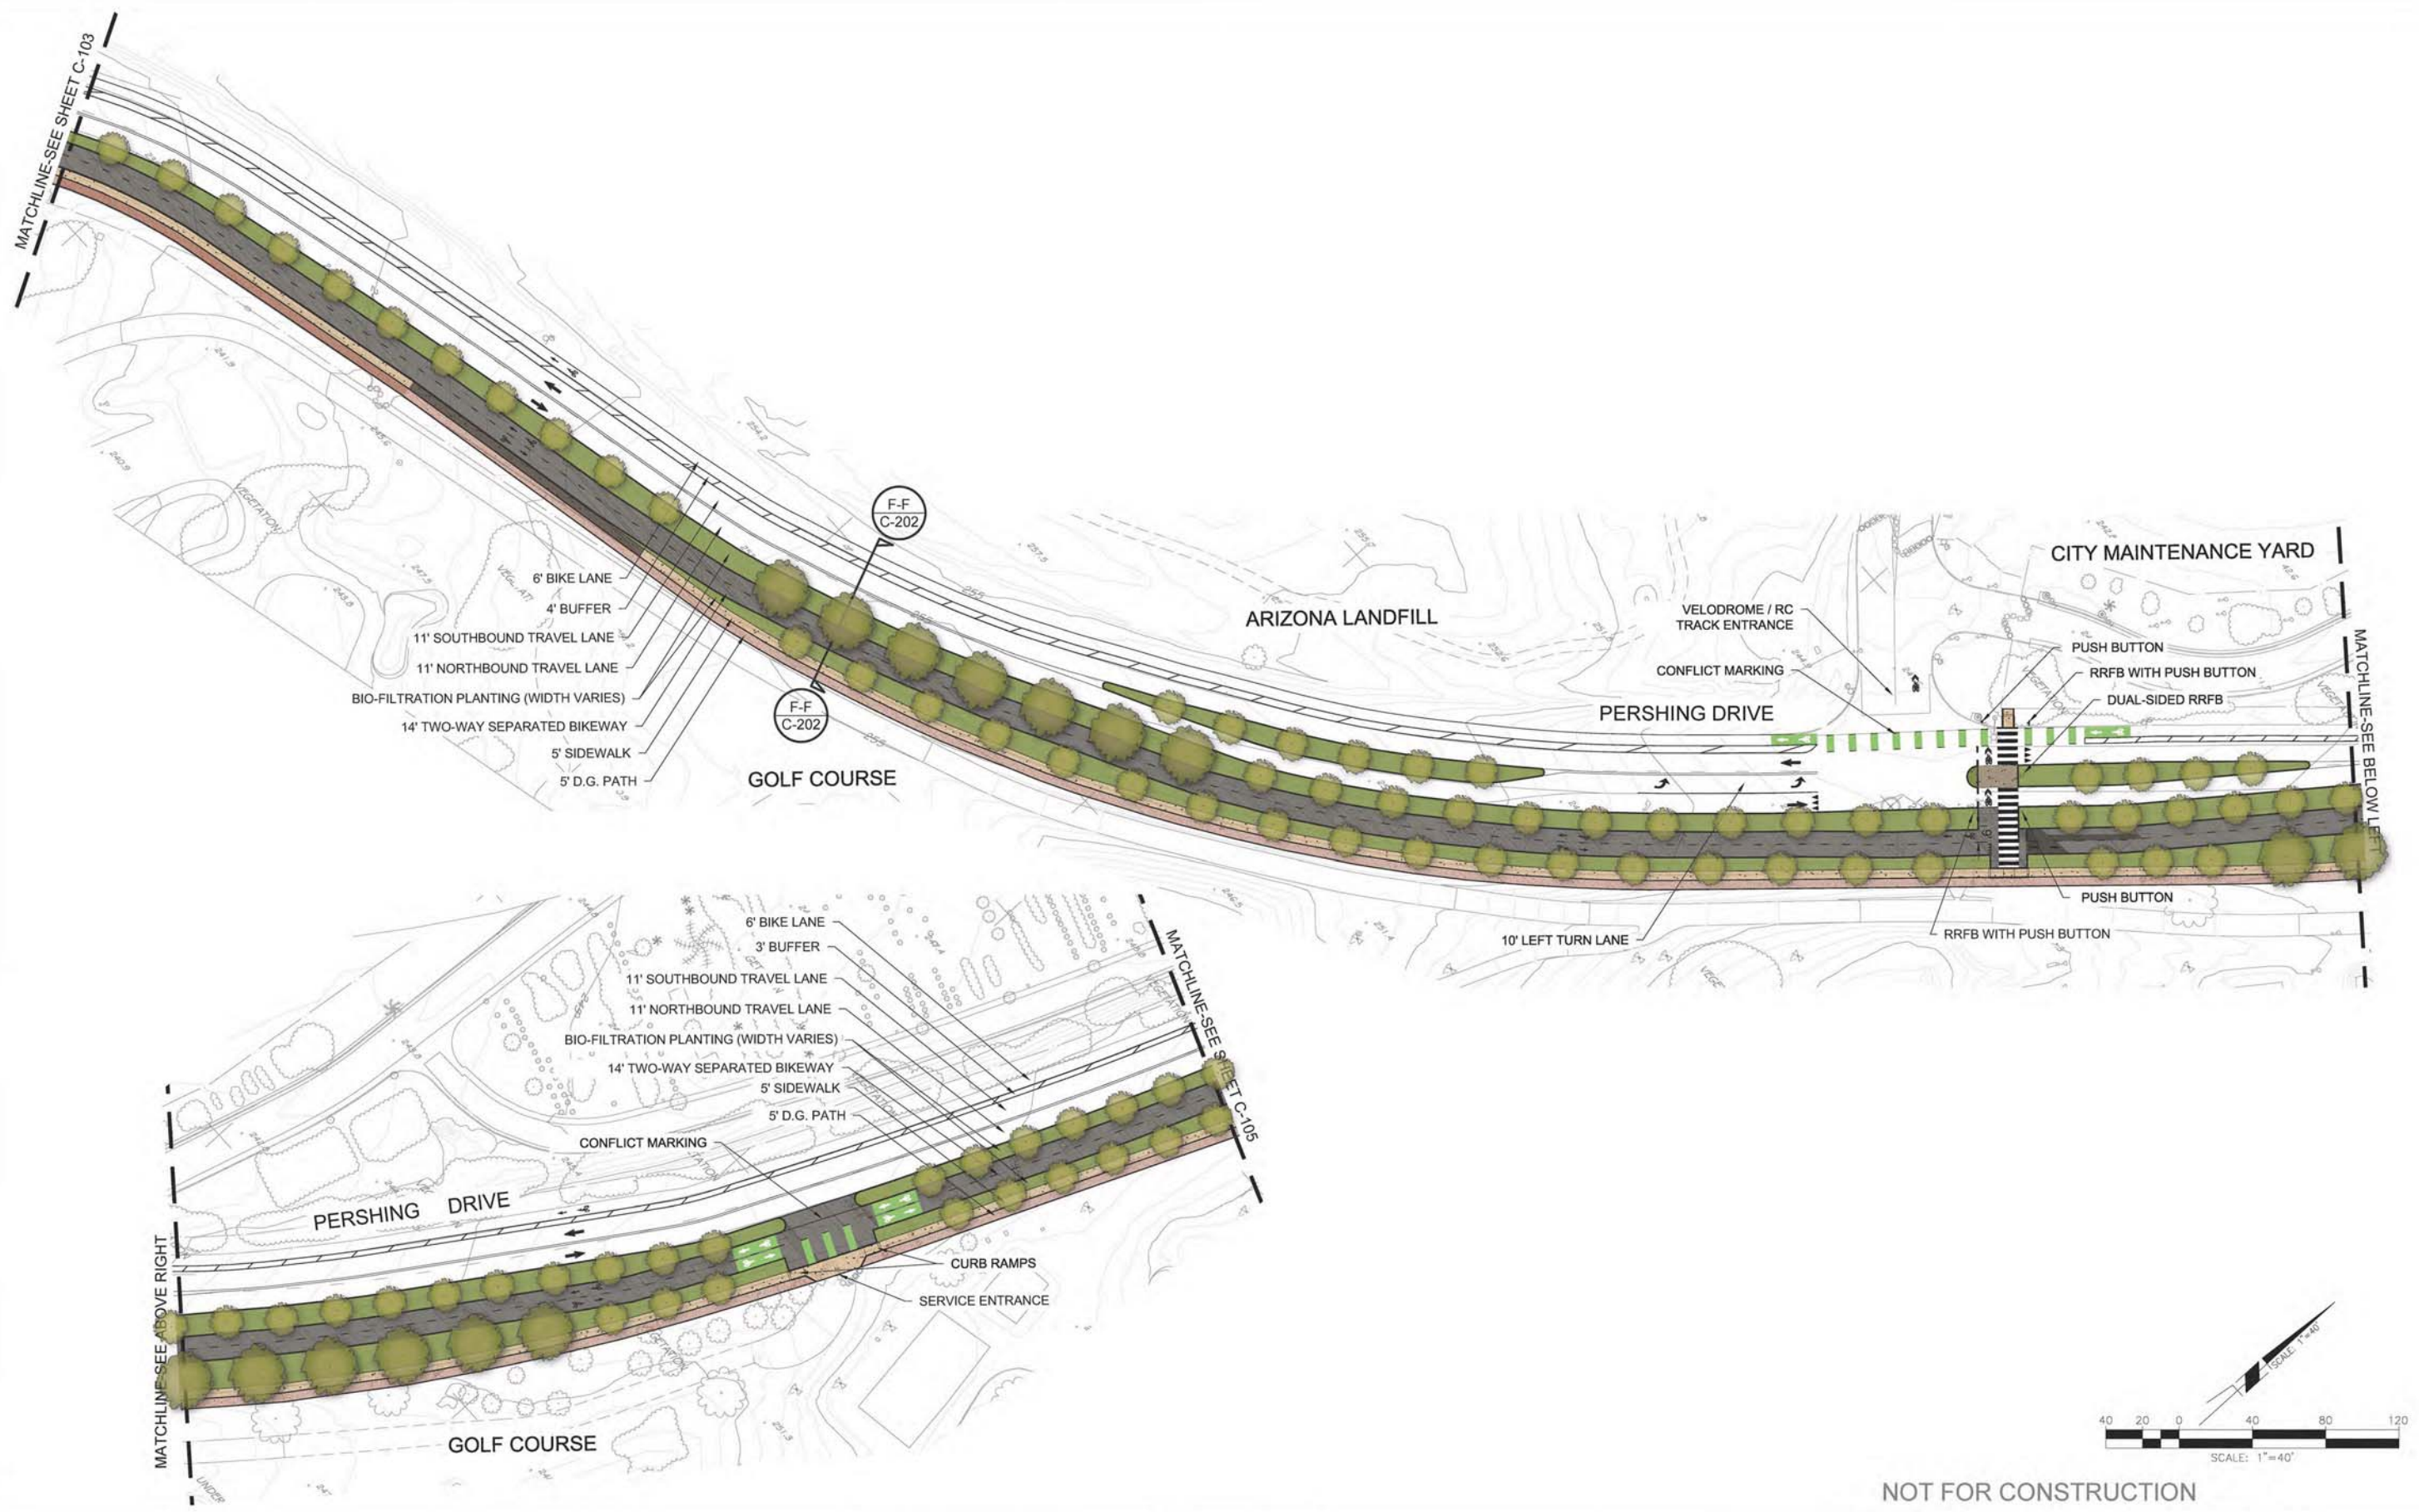 MATCHLINE-SEE SHEET C-103
F-F
C-202
6' BIKE LANE
4' BUFFER
11' SOUTHBOUND TRAVEL LANE
11' NORTHBOUND TRAVEL LANE
BIO-FILTRATION PLANTING (WIDTH VARIES)
14' TWO-WAY SEPARATED BIKEWAY
5' SIDEWALK
5' D.G. PATH
F-F
C-202
GOLF COURSE
ARIZONA LANDFILL
PERSHING DRIVE
VELODROME / RC
TRACK ENTRANCE
CONFLICT MARKING
CITY MAINTENANCE YARD
PUSH BUTTON
RRFB WITH PUSH BUTTON
DUAL-SIDED RRFB
MATCHLINE-SEE BELOW LEFT
PUSH BUTTON
RRFB WITH PUSH BUTTON
10' LEFT TURN LANE
VEGETATION
VEGETATION
6' BIKE LANE
3' BUFFER
11' SOUTHBOUND TRAVEL LANE
11' NORTHBOUND TRAVEL LANE
BIO-FILTRATION PLANTING (WIDTH VARIES)
14' TWO-WAY SEPARATED BIKEWAY
5' SIDEWALK
5' D.G. PATH
CONFLICT MARKING
MATCHLINE-SEE SHEET C-105
PERSHING DRIVE
CURB RAMPS
SERVICE ENTRANCE
MATCHLINE-SEE ABOVE RIGHT
GOLF COURSE
UNDER
SCALE: 1"=40'
40 20 0 40 80 120
SCALE: 1"=40'
NOT FOR CONSTRUCTION